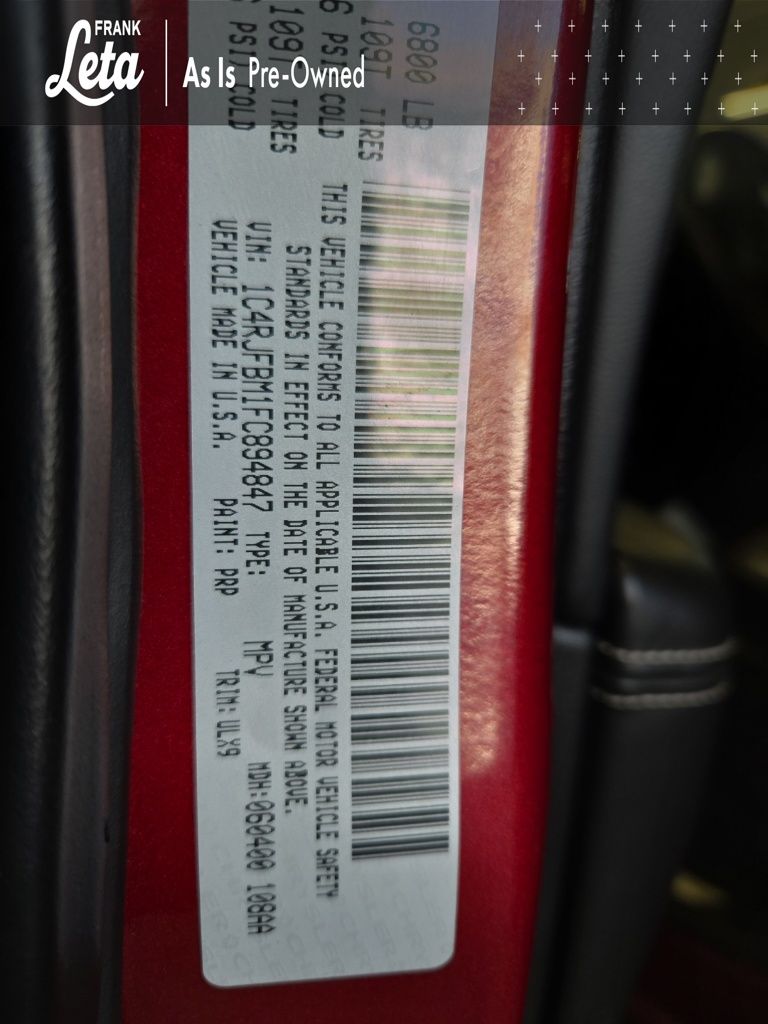 FRANK
Leta
As Is Pre-Owned
6800 LB
109T TIRES
6 PSI COLD
109 TIRES
PSI COLD
THIS VEHICLE CONFORMS TO ALL APPLICABLE U.S.A. FEDERAL MOTOR VEHICLE SAFETY
STANDARDS IN EFFECT ON THE DATE OF MANUFACTURE SHOWN ABOVE.
VIN: 1C4RJFBM1FC894847 TYPE: MPV MDH:060400 108AA
VEHICLE MADE IN U.S.A. PAINT: PRP TRIM: ULX9